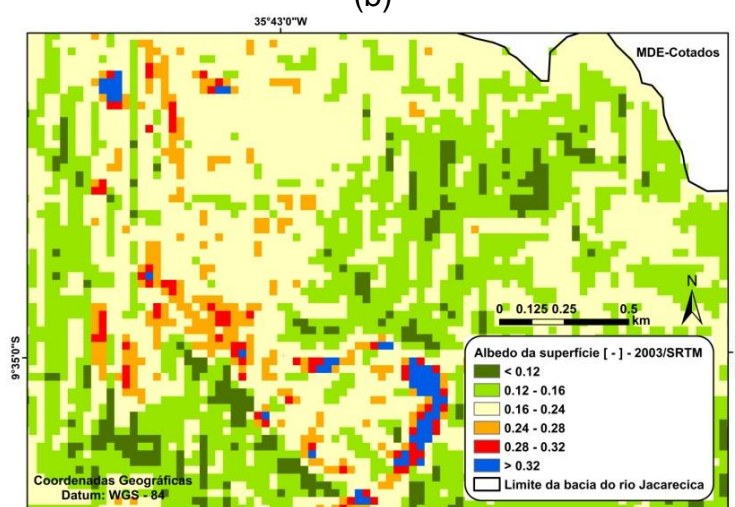 (b)
35°43'0"W
MDE-Cotados
N
0 0.125 0.25 0.5
km
9°35'0"S
Albedo da superfície [ - ] - 2003/SRTM
< 0.12
0.12 - 0.16
0.16 - 0.24
0.24 - 0.28
0.28 - 0.32
> 0.32
Limite da bacia do rio Jacarecica
Coordenadas Geográficas
Datum: WGS - 84